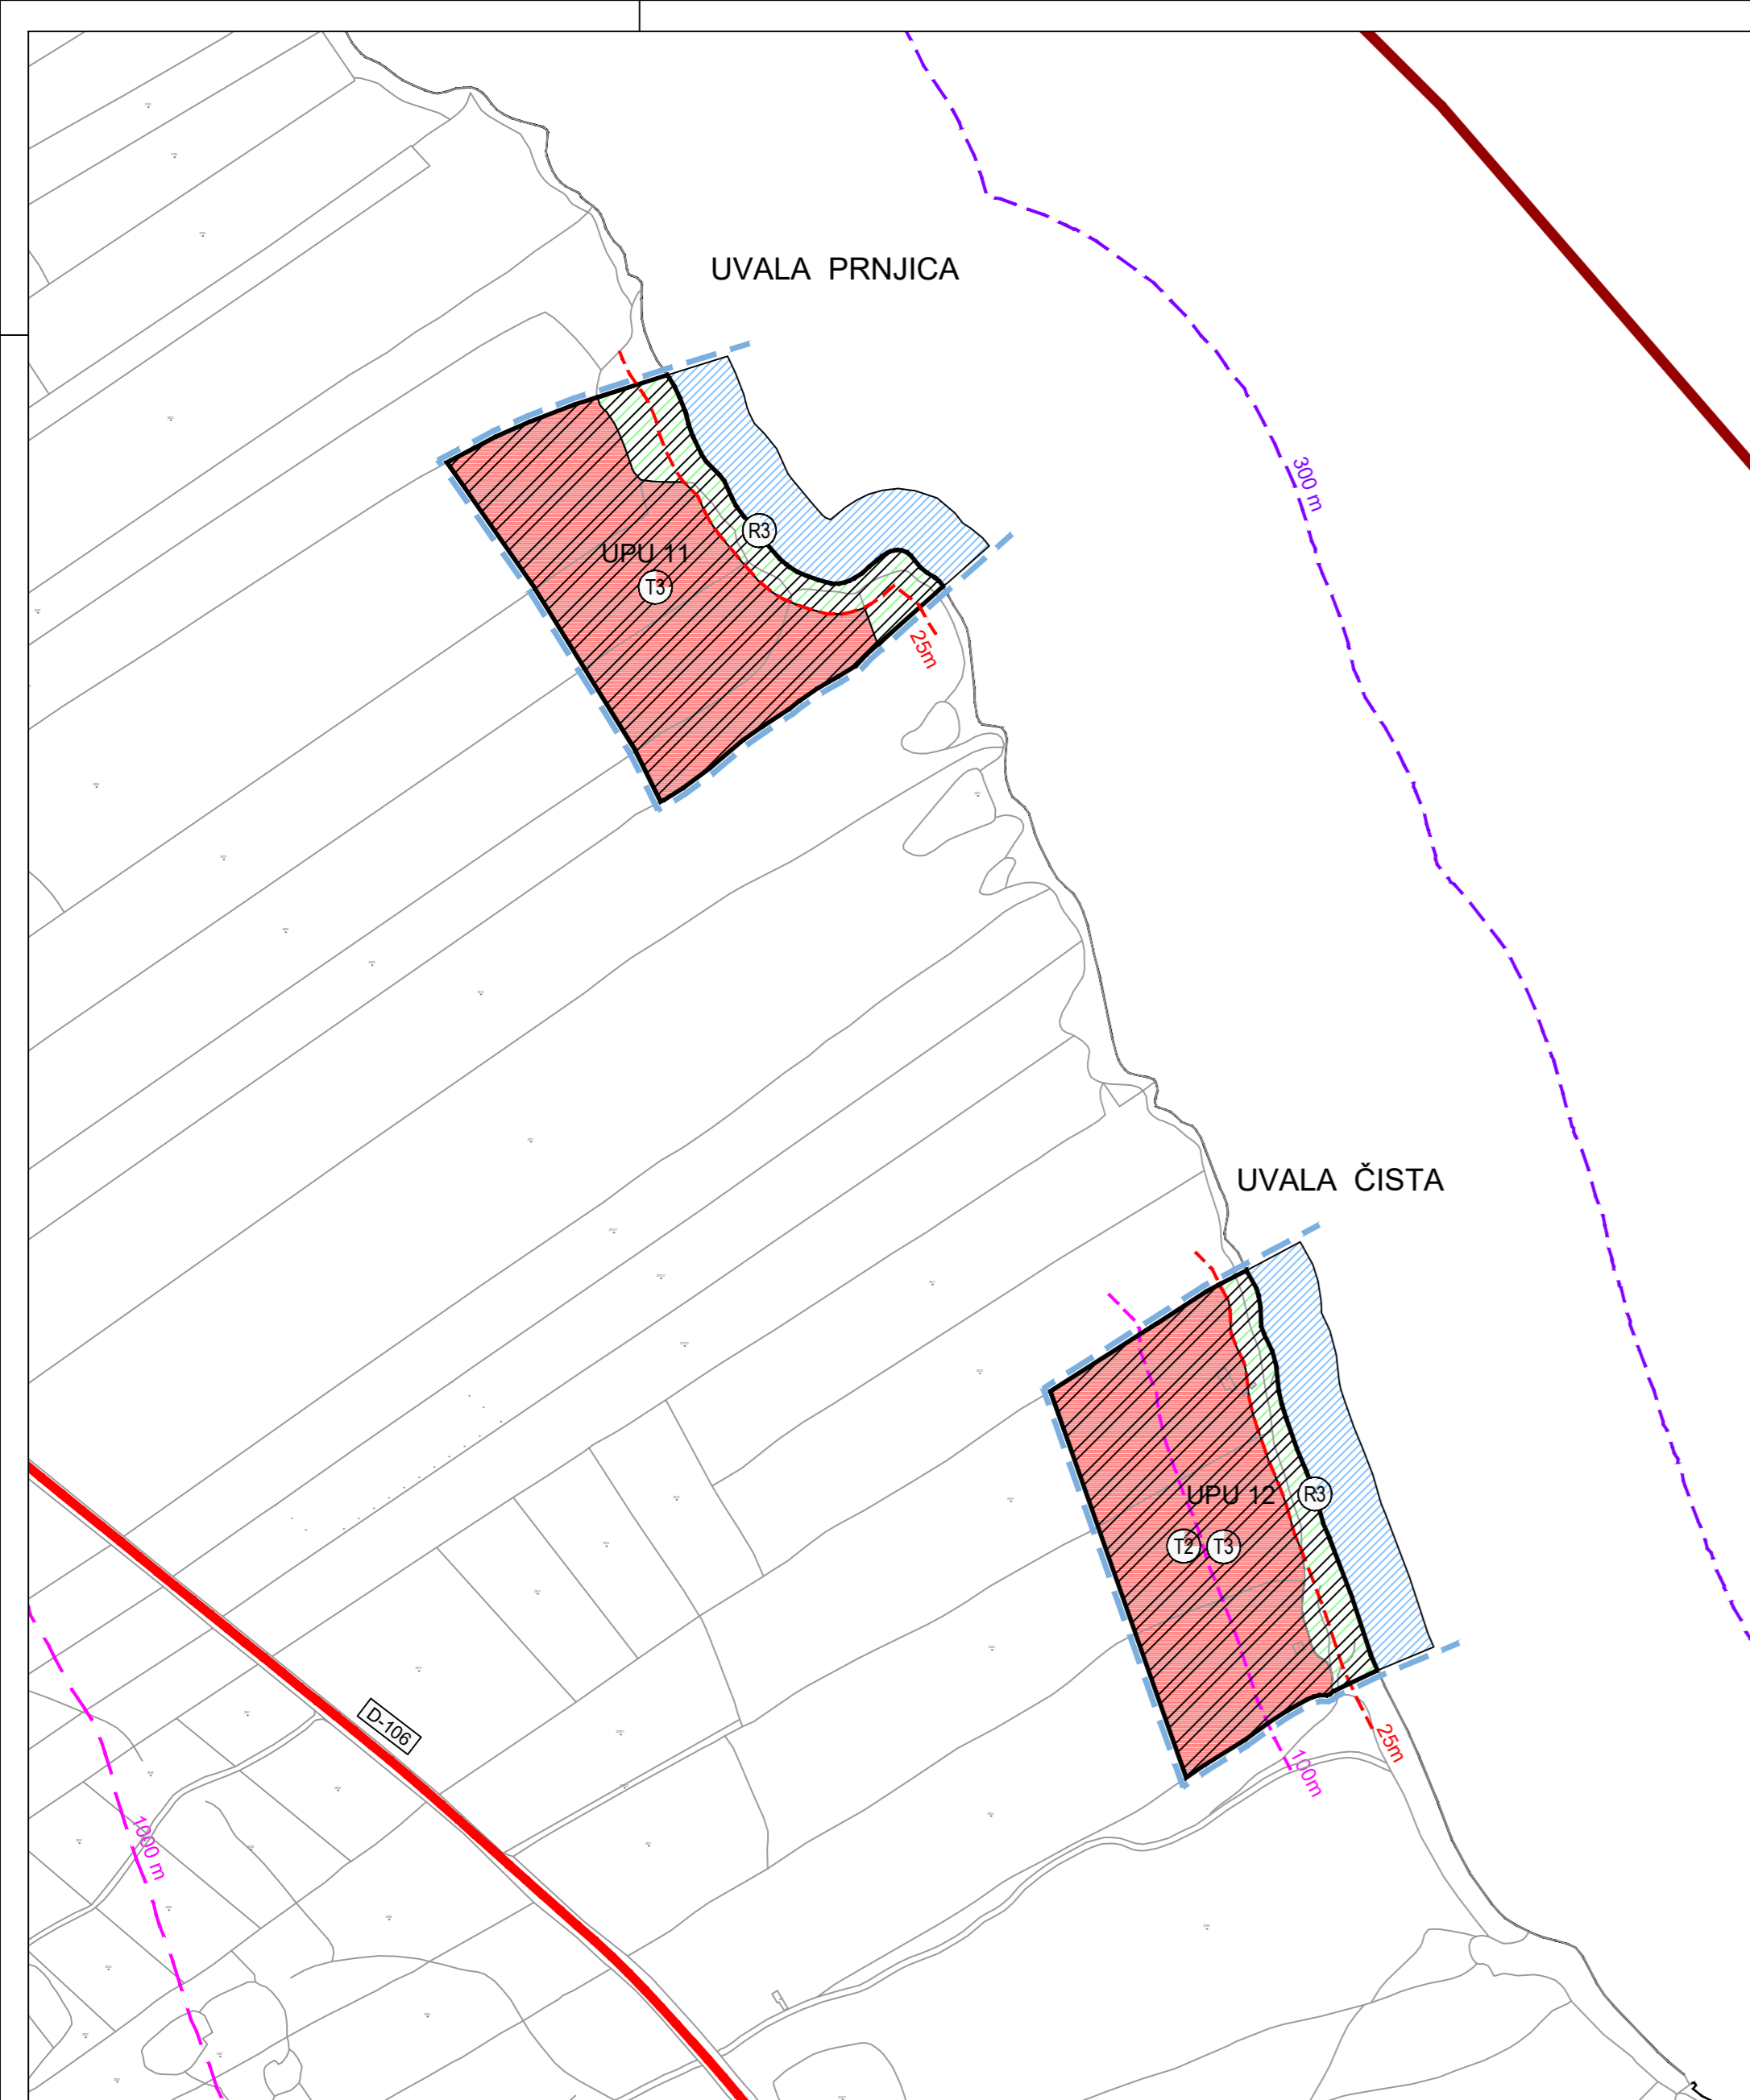 UVALA PRNJICA
300 m
R3
UPU 11
T3
25m
UVALA ČISTA
UPU 12
R3
T2
T3
D-106
25m
100m
1000 m